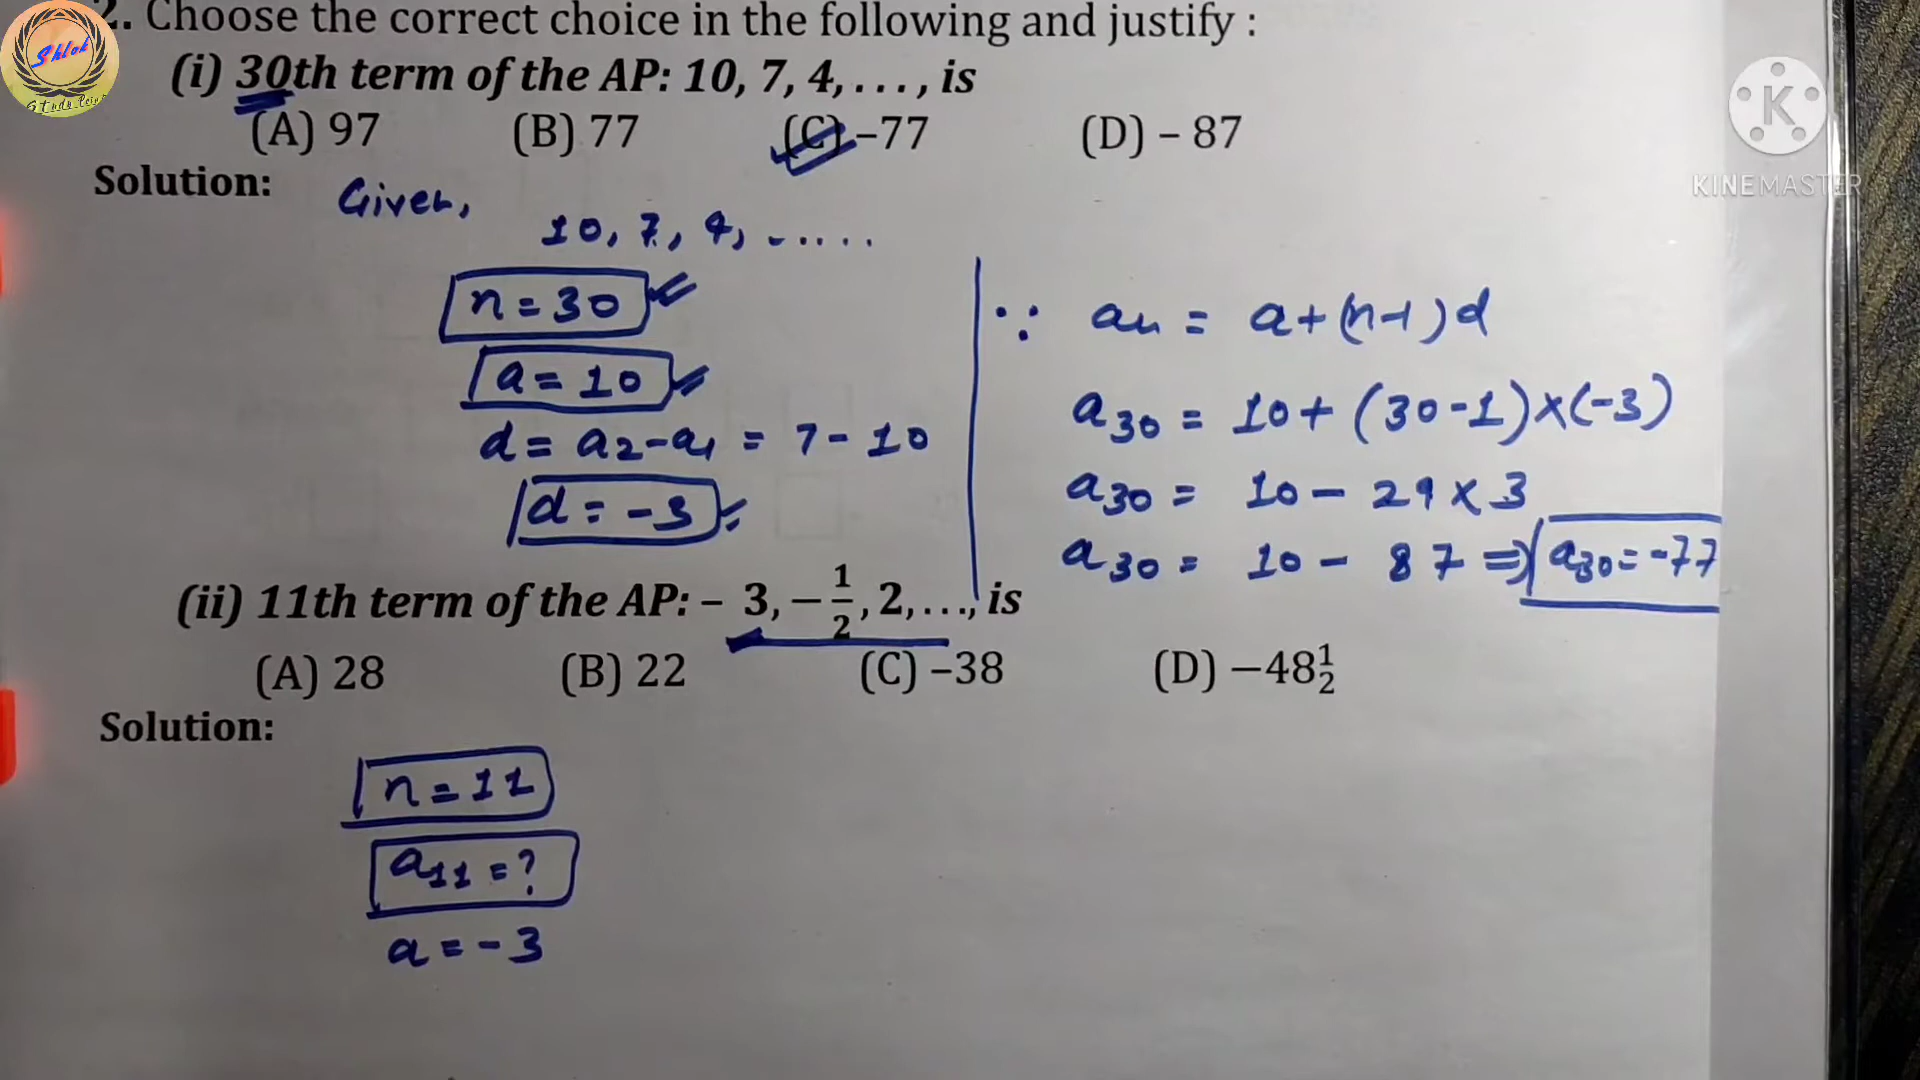 2. Choose the correct choice in the following and justify :
(i) 30th term of the AP: 10, 7, 4, . . . , is
(A) 97 (B) 77 (C) –77 (D) – 87
Solution: Given,
10, 7, 4, - . . . . .
n = 30
a = 10
d = a2 - a1 = 7 - 10
d = -3
∵ an = a + (n-1) d
a30 = 10 + (30-1) × (-3)
a30 = 10 - 29 × 3
a30 = 10 - 87 ⇒ a30 = -77
(ii) 11th term of the AP: – 3, –1/2, 2, . . ., is
(A) 28 (B) 22 (C) –38 (D) –48 1/2
Solution:
n = 11
a11 = ?
a = -3
Shlok
Study Point
K
KINEMASTER